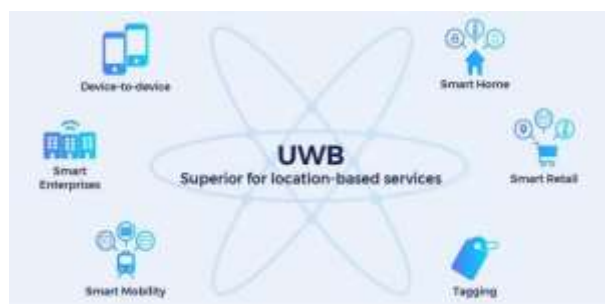 Device-to-device
Smart Home
UWB
Superior for location-based services
Smart
Enterprises
Smart Retail
Smart Mobility
Tagging